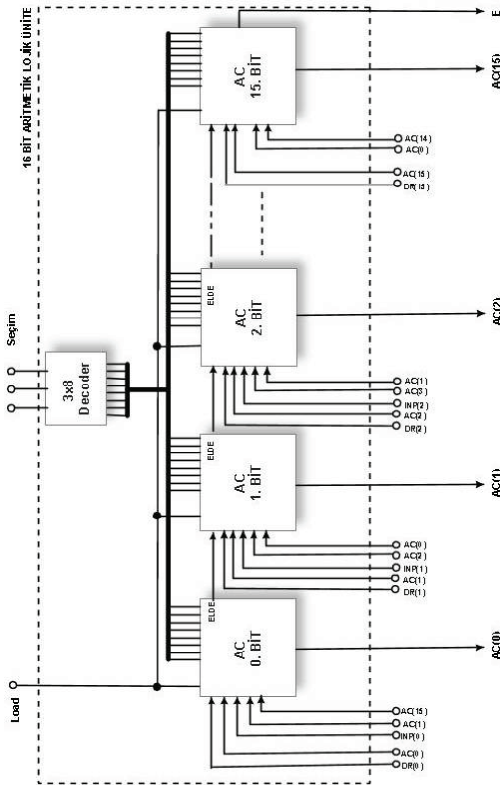 16 BİT ARİTMETİK LOJİK ÜNİTE
E
AC
15. BİT
AC(15)
AC(14)
AC(0)
AC(15)
DR(15)
Seçim
3x8
Decoder
ELDE
AC
2. BİT
AC(2)
AC(1)
AC(3)
INP(2)
AC(2)
DR(2)
ELDE
AC
1. BİT
AC(1)
AC(0)
AC(2)
INP(1)
AC(1)
DR(1)
Load
ELDE
AC
0. BİT
AC(0)
AC(15)
AC(1)
INP(0)
AC(0)
DR(0)